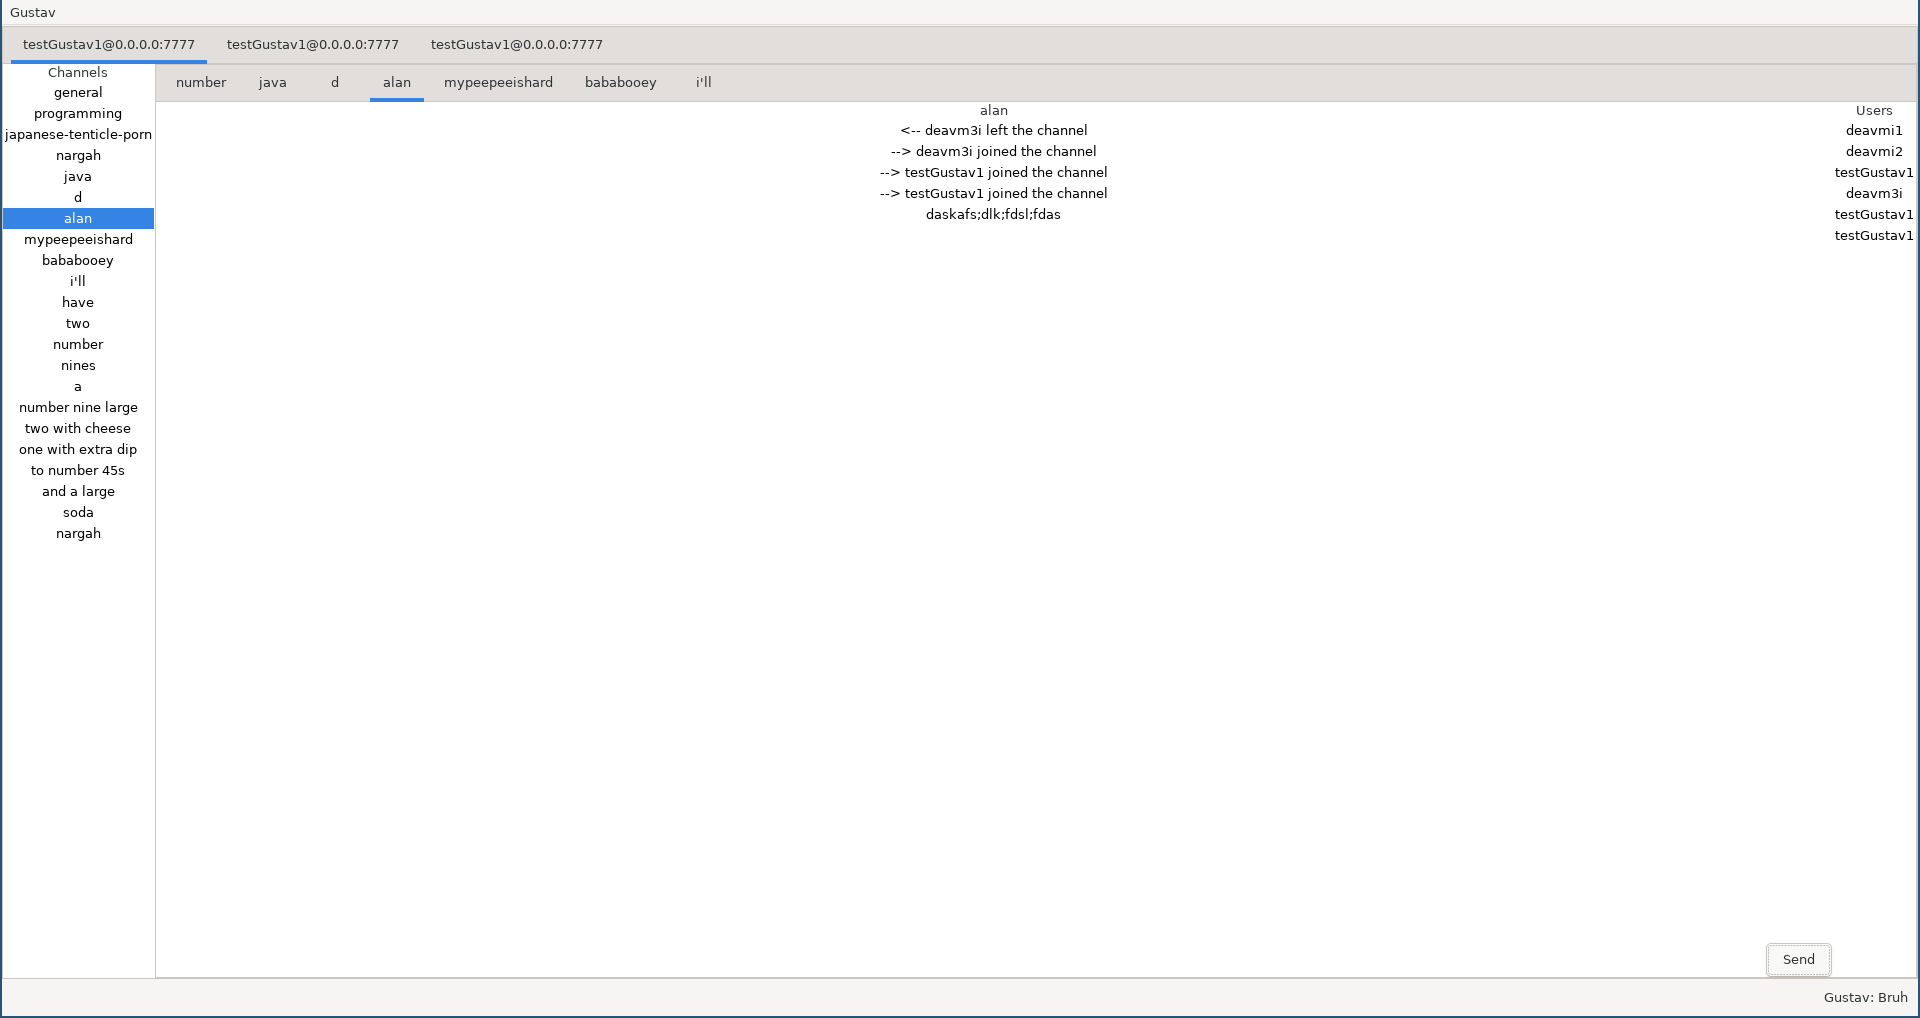 Gustav
testGustav1@0.0.0.0:7777 testGustav1@0.0.0.0:7777 testGustav1@0.0.0.0:7777
Channels
general
programming
japanese-tenticle-porn
nargah
java
d
alan
mypeepeeishard
bababooey
i'll
have
two
number
nines
a
number nine large
two with cheese
one with extra dip
to number 45s
and a large
soda
nargah
number java d alan mypeepeeishard bababooey i'll
alan
<-- deavm3i left the channel
--> deavm3i joined the channel
--> testGustav1 joined the channel
--> testGustav1 joined the channel
daskafs;dlk;fdsl;fdas
Users
deavmi1
deavmi2
testGustav1
deavm3i
testGustav1
testGustav1
Send
Gustav: Bruh